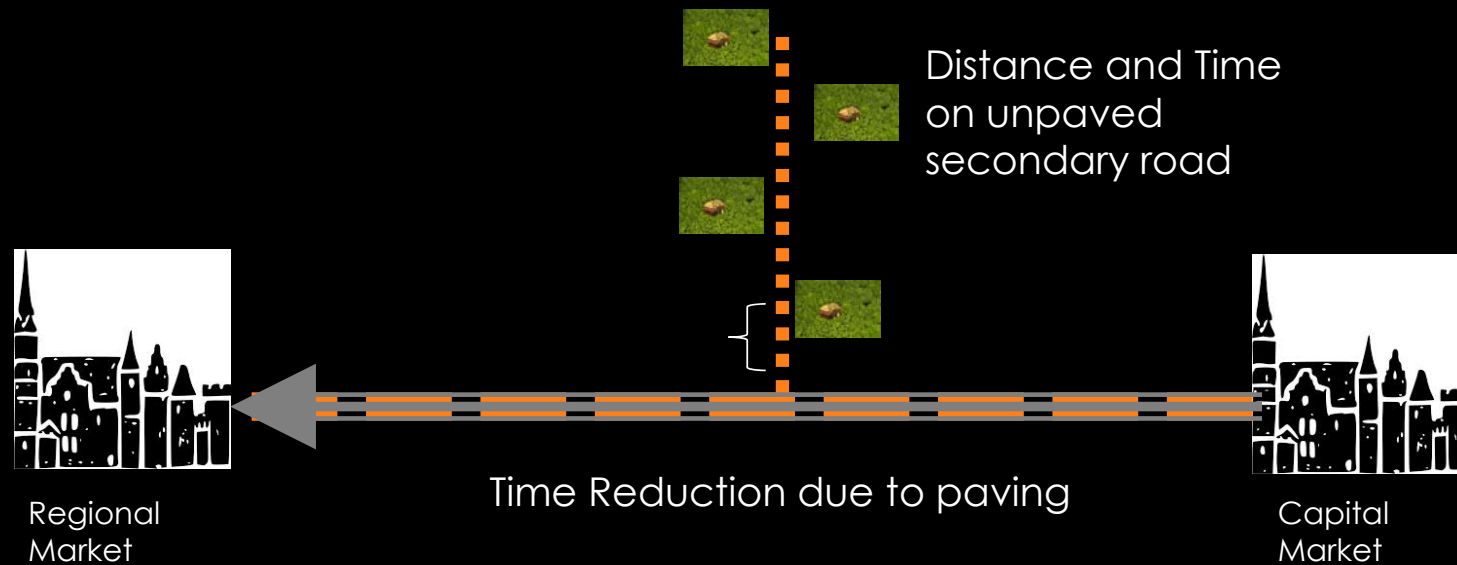 Distance and Time
on unpaved
secondary road
Time Reduction due to paving
Regional
Market
Capital
Market